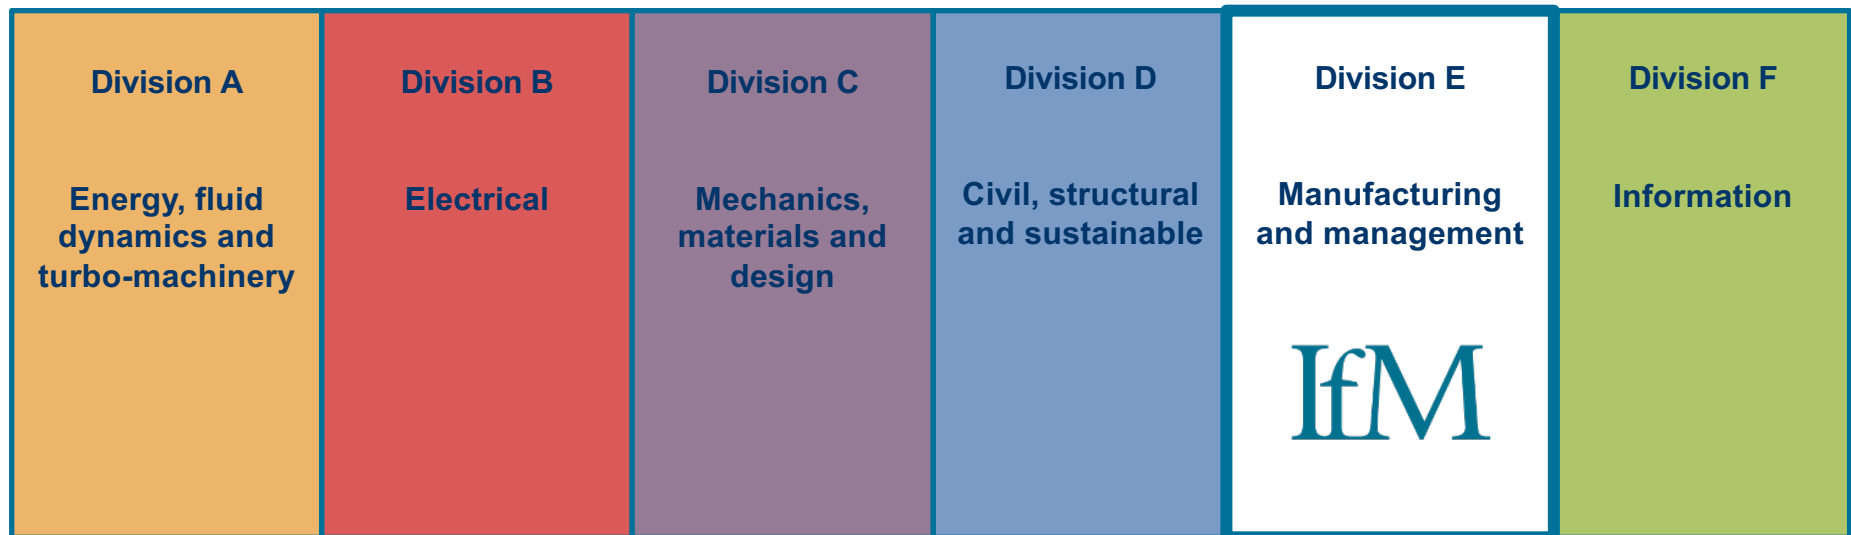 Division A
Energy, fluid
dynamics and
turbo-machinery
Division B
Electrical
Division C
Mechanics,
materials and
design
Division D
Civil, structural
and sustainable
Division E
Manufacturing
and management
IfM
Division F
Information